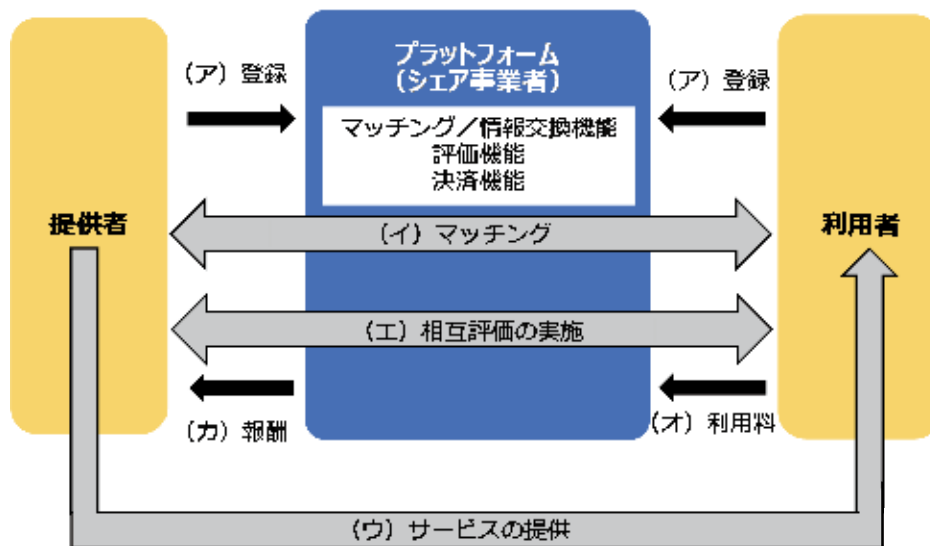 プラットフォーム
(シェア事業者)
(ア) 登録
(ア) 登録
マッチング/情報交換機能
評価機能
決済機能
提供者
(イ) マッチング
利用者
(エ) 相互評価の実施
(カ) 報酬
(オ) 利用料
(ウ) サービスの提供